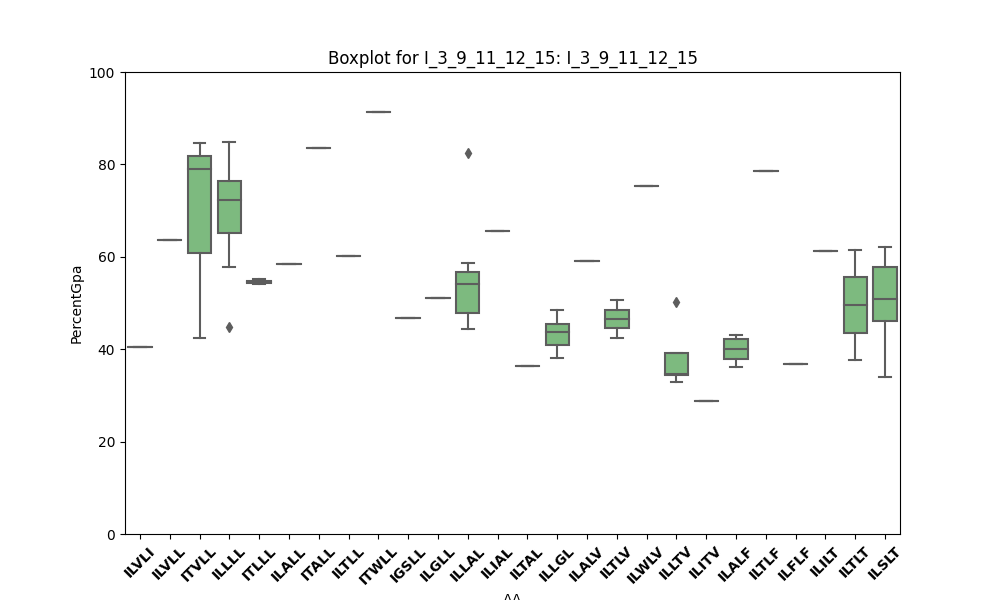 Boxplot for I_3_9_11_12_15: I_3_9_11_12_15
100
80
60
40
20
0
PercentGpa
ILVLI ILVLL ITVLL ILLLL ITLLL ILALL ITALL ILTLL ITWLL IGSLL ILGLL ILLAL ILIAL ILTAL ILLGL ILALV ILTLV ILWLV ILLTV ILITV ILALF ILTLF ILFLF ILILT ILTLT ILSLT
AA